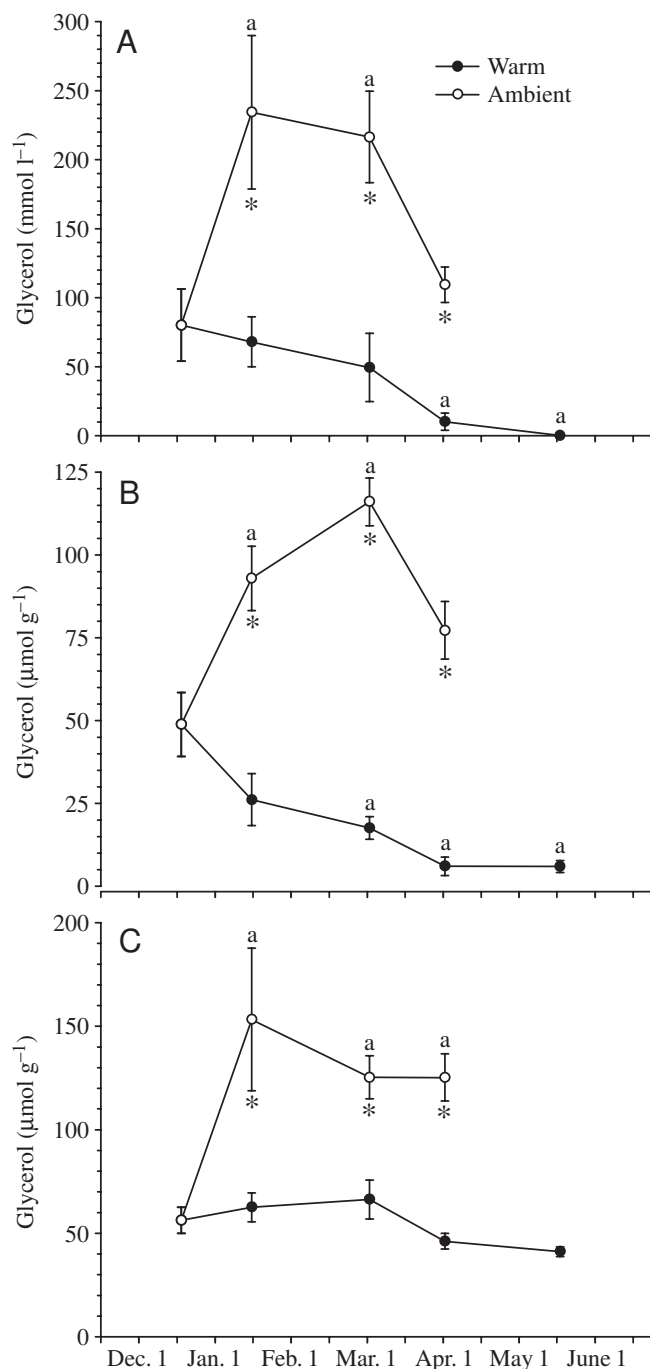 A
Warm
Ambient
Glycerol (mmol l⁻¹)
300
250
200
150
100
50
0
a
a
*
*
*
a
a
B
Glycerol (μmol g⁻¹)
125
100
75
50
25
0
a
a
*
*
*
a
a
a
C
Glycerol (μmol g⁻¹)
200
150
100
50
0
a
a
a
*
*
*
Dec. 1 Jan. 1 Feb. 1 Mar. 1 Apr. 1 May 1 June 1